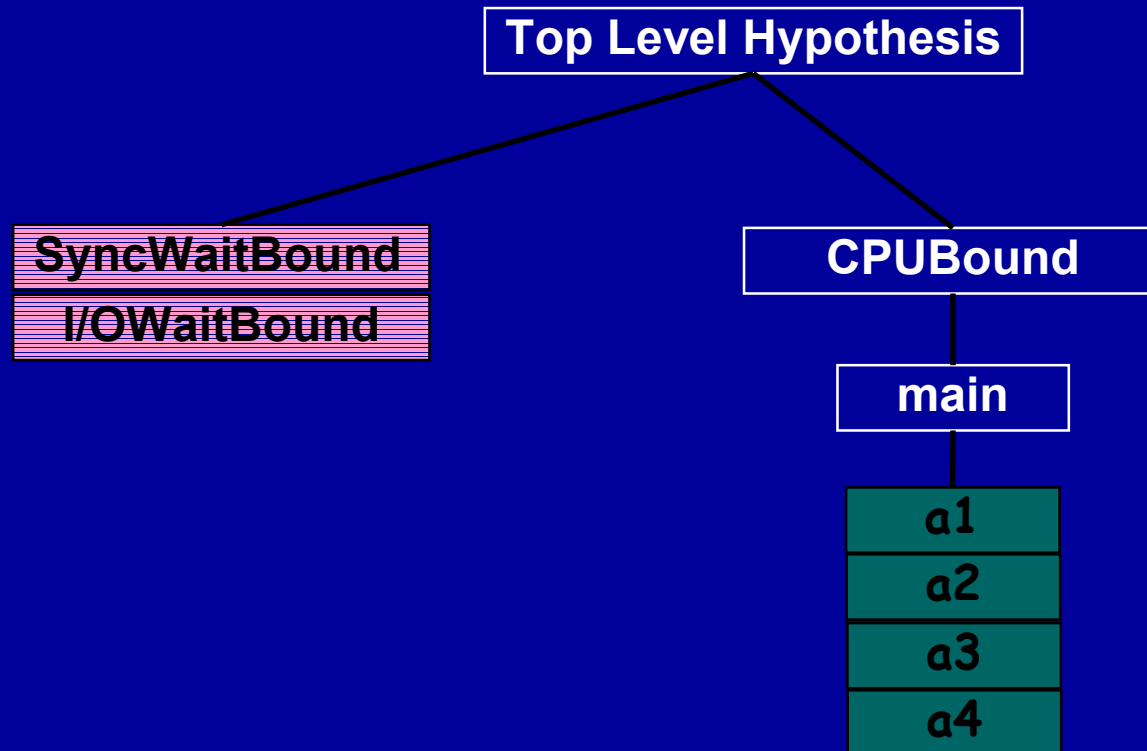 Top Level Hypothesis
SyncWaitBound
I/OWaitBound
CPUBound
main
a1
a2
a3
a4